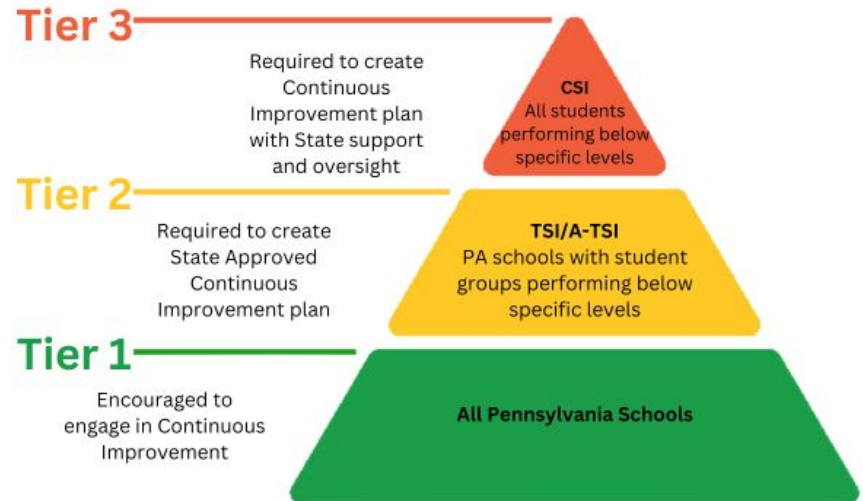 Tier 3
Required to create
Continuous
Improvement plan
with State support
and oversight
CSI
All students
performing below
specific levels
Tier 2
Required to create
State Approved
Continuous
Improvement plan
TSI/A-TSI
PA schools with student
groups performing below
specific levels
Tier 1
Encouraged to
engage in Continuous
Improvement
All Pennsylvania Schools